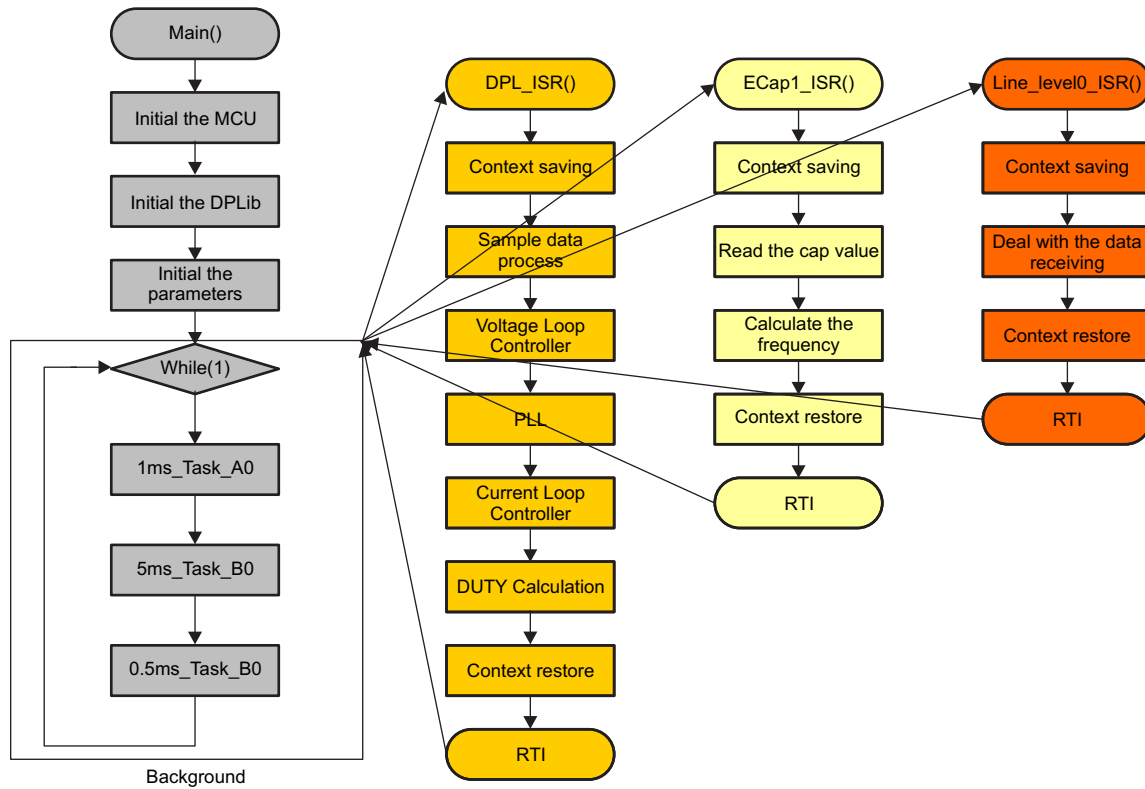 Main()
Initial the MCU
Initial the DPLib
Initial the
parameters
While(1)
1ms_Task_A0
5ms_Task_B0
0.5ms_Task_B0
Background
DPL_ISR()
Context saving
Sample data
process
Voltage Loop
Controller
PLL
Current Loop
Controller
DUTY Calculation
Context restore
RTI
ECap1_ISR()
Context saving
Read the cap value
Calculate the
frequency
Context restore
RTI
Line_level0_ISR()
Context saving
Deal with the data
receiving
Context restore
RTI